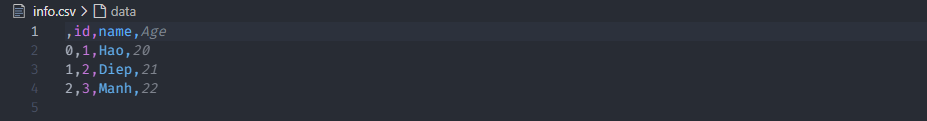 info.csv > data
1 ,id,name,Age
2 0,1,Hao,20
3 1,2,Diep,21
4 2,3,Manh,22
5